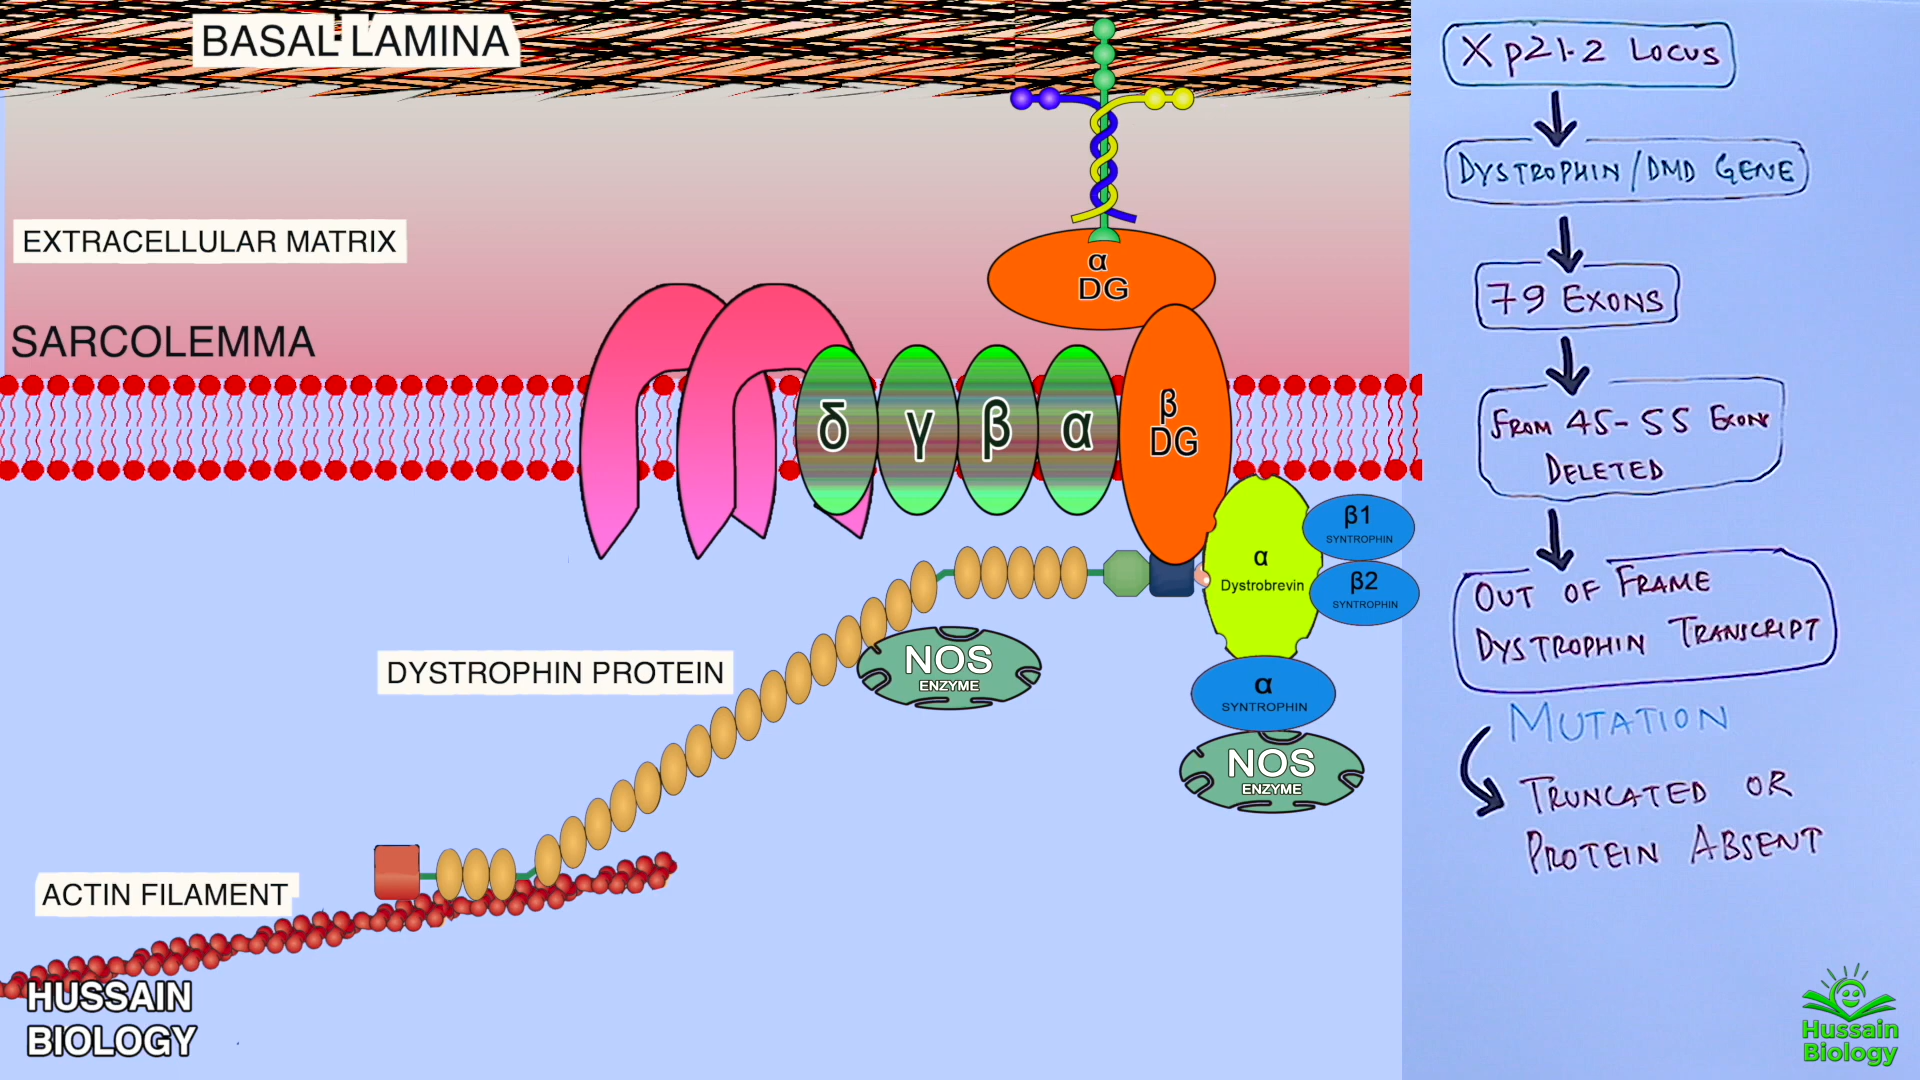 BASAL LAMINA
EXTRACELLULAR MATRIX
SARCOLEMMA
α
DG
δ γ β α
β
DG
α
Dystrobrevin
β1
SYNTROPHIN
β2
SYNTROPHIN
DYSTROPHIN PROTEIN
NOS
ENZYME
α
SYNTROPHIN
NOS
ENZYME
ACTIN FILAMENT
HUSSAIN
BIOLOGY
Xp21.2 LOCUS
DYSTROPHIN/DMD GENE
79 EXONS
FROM 45-55 EXONS
DELETED
OUT OF FRAME
DYSTROPHIN TRANSCRIPT
MUTATION
TRUNCATED OR
PROTEIN ABSENT
Hussain
Biology